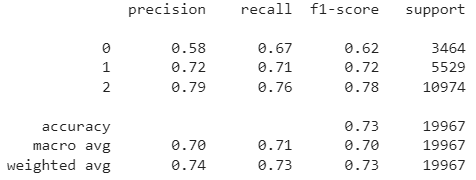 precision recall f1-score support
0 0.58 0.67 0.62 3464
1 0.72 0.71 0.72 5529
2 0.79 0.76 0.78 10974
accuracy 0.73 19967
macro avg 0.70 0.71 0.70 19967
weighted avg 0.74 0.73 0.73 19967